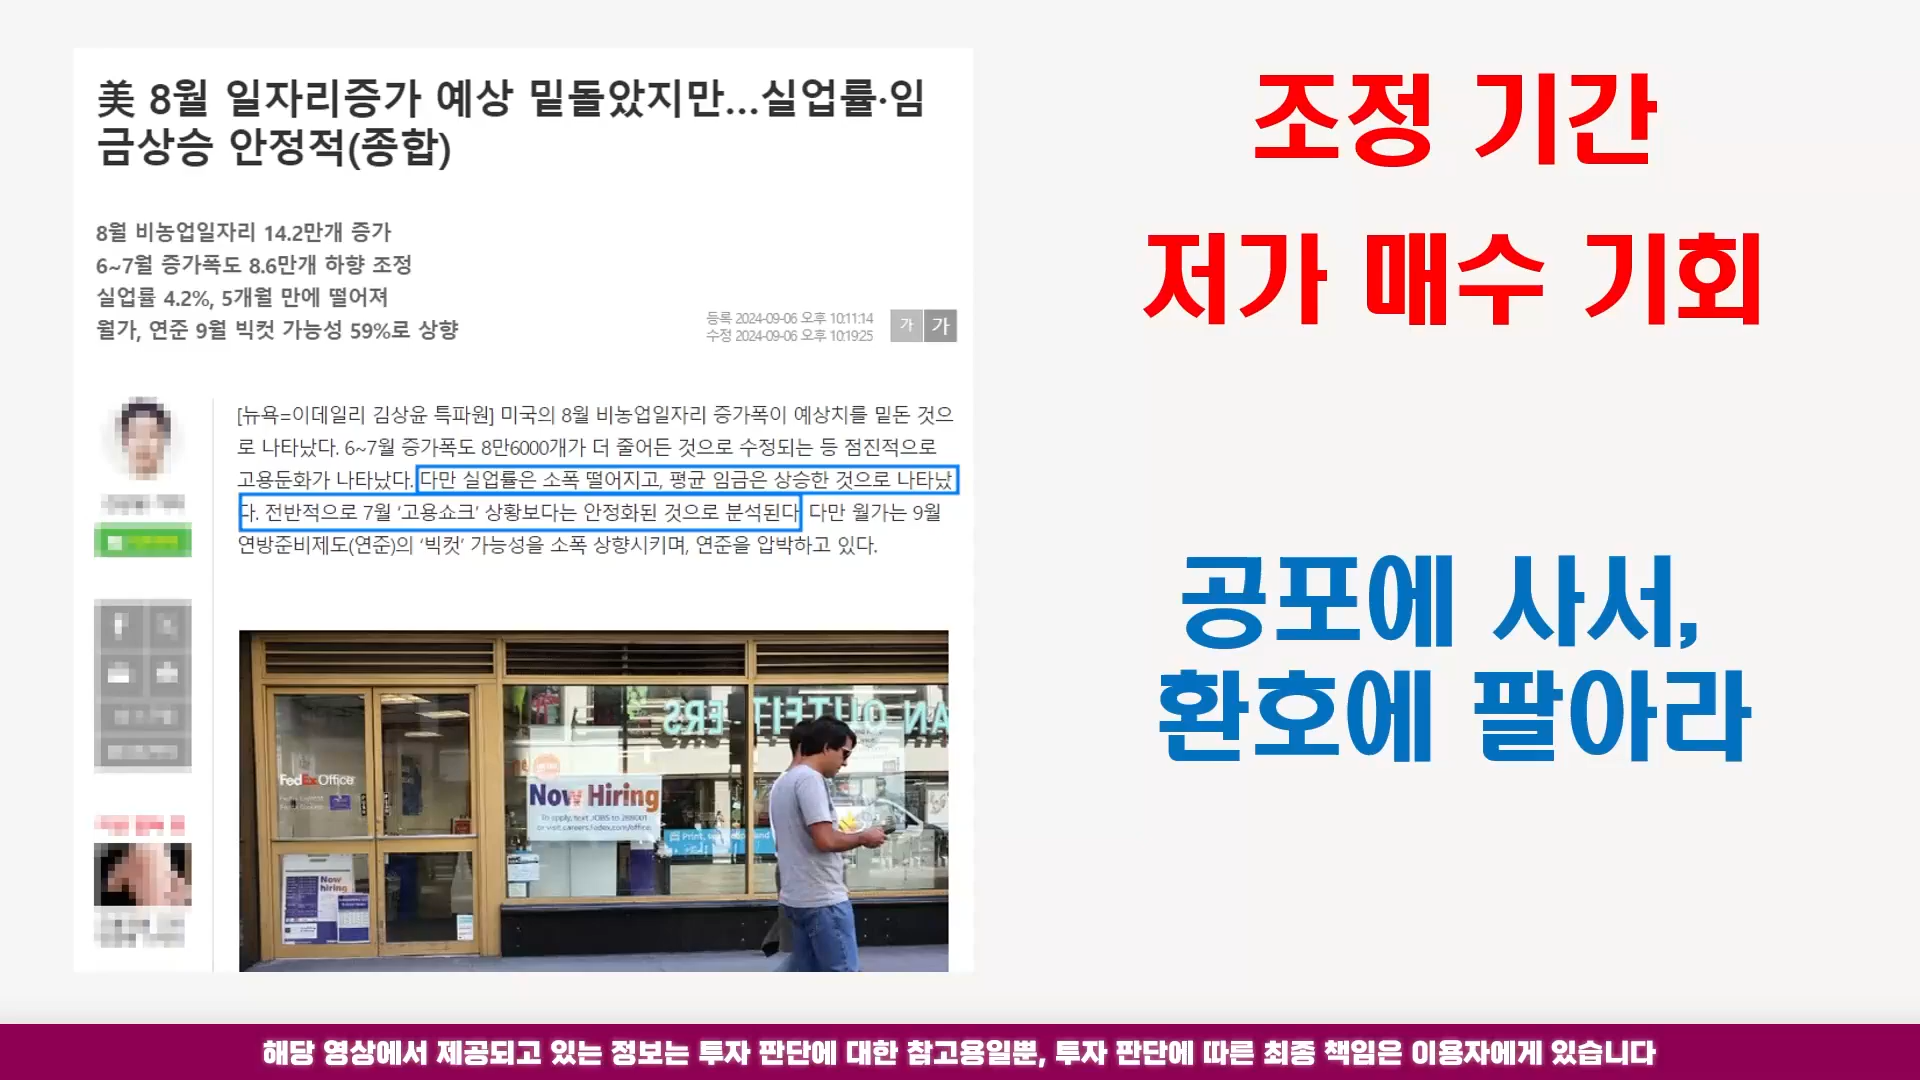 美 8월 일자리증가 예상 밑돌았지만...실업률·임
금상승 안정적(종합)
8월 비농업일자리 14.2만개 증가
6~7월 증가폭도 8.6만개 하향 조정
실업률 4.2%, 5개월 만에 떨어져
월가, 연준 9월 빅컷 가능성 59%로 상향
등록 2024-09-06 오후 10:11:14
수정 2024-09-06 오후 10:19:25
가 가
[뉴욕=이데일리 김상윤 특파원] 미국의 8월 비농업일자리 증가폭이 예상치를 밑돈 것으
로 나타났다. 6~7월 증가폭도 8만6000개가 더 줄어든 것으로 수정되는 등 점진적으로
고용둔화가 나타났다. 다만 실업률은 소폭 떨어지고, 평균 임금은 상승한 것으로 나타났
다. 전반적으로 7월 ‘고용쇼크’ 상황보다는 안정화된 것으로 분석된다. 다만 월가는 9월
연방준비제도(연준)의 ‘빅컷’ 가능성을 소폭 상향시키며, 연준을 압박하고 있다.
FedEx Office
Now Hiring
To apply, text JOBS to
or visit careers.fedex.com/office
Print,
Now
hiring
AN OUTFITTERS
조정 기간
저가 매수 기회
공포에 사서,
환호에 팔아라
해당 영상에서 제공되고 있는 정보는 투자 판단에 대한 참고용일뿐, 투자 판단에 따른 최종 책임은 이용자에게 있습니다